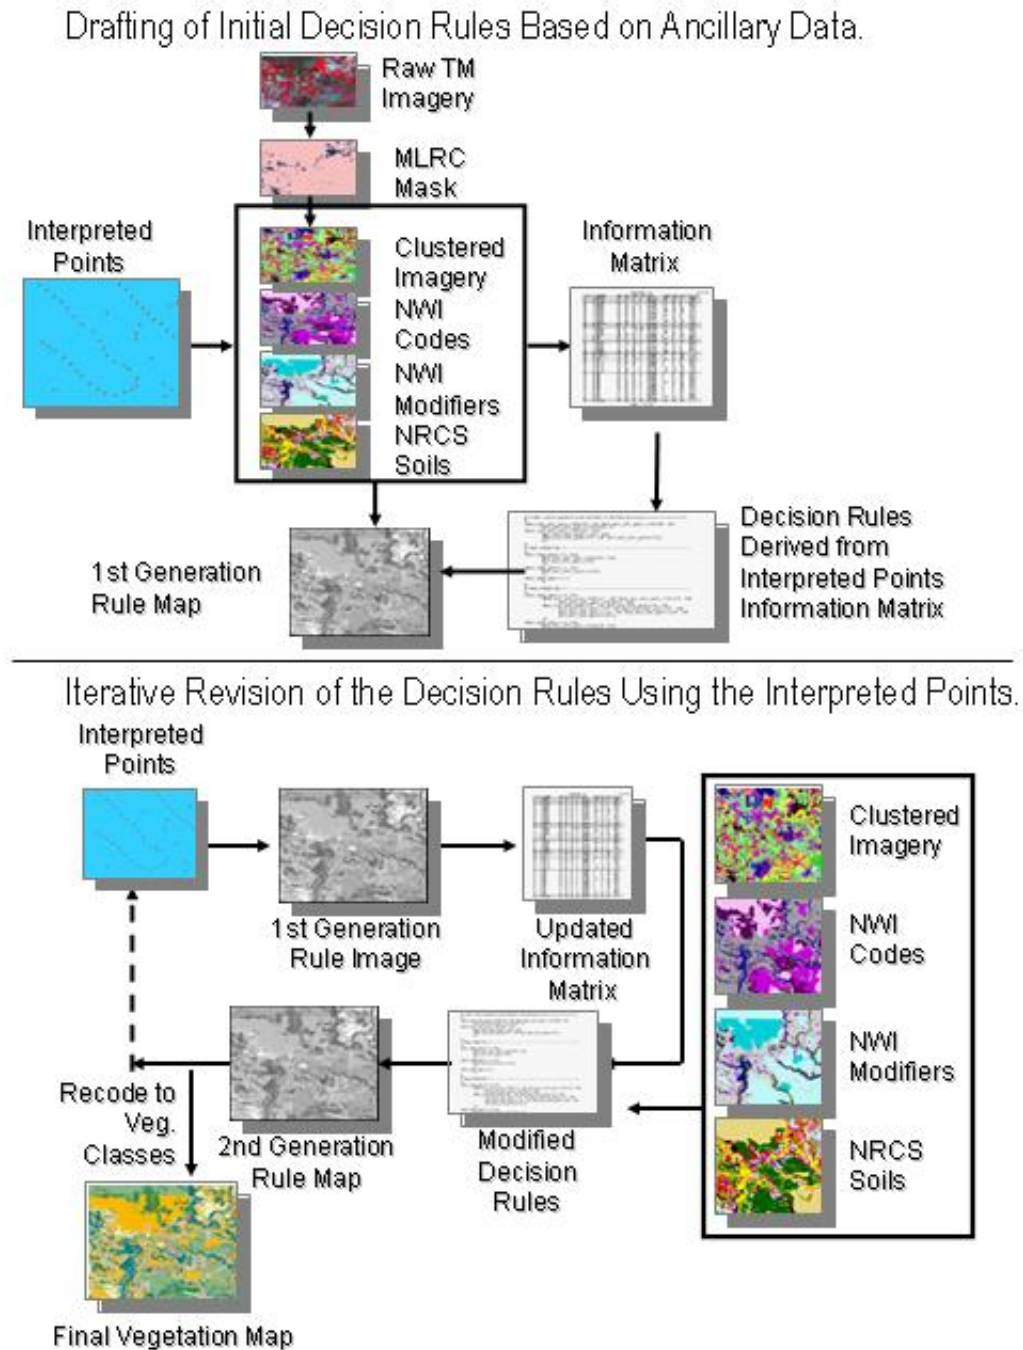 Drafting of Initial Decision Rules Based on Ancillary Data.
Raw TM
Imagery
MLRC
Mask
Interpreted
Points
Clustered
Imagery
NWI
Codes
NWI
Modifiers
NRCS
Soils
Information
Matrix
1st Generation
Rule Map
Decision Rules
Derived from
Interpreted Points
Information Matrix
Iterative Revision of the Decision Rules Using the Interpreted Points.
Interpreted
Points
1st Generation
Rule Image
Updated
Information
Matrix
Clustered
Imagery
NWI
Codes
NWI
Modifiers
NRCS
Soils
Recode to
Veg.
Classes
2nd Generation
Rule Map
Modified
Decision
Rules
Final Vegetation Map